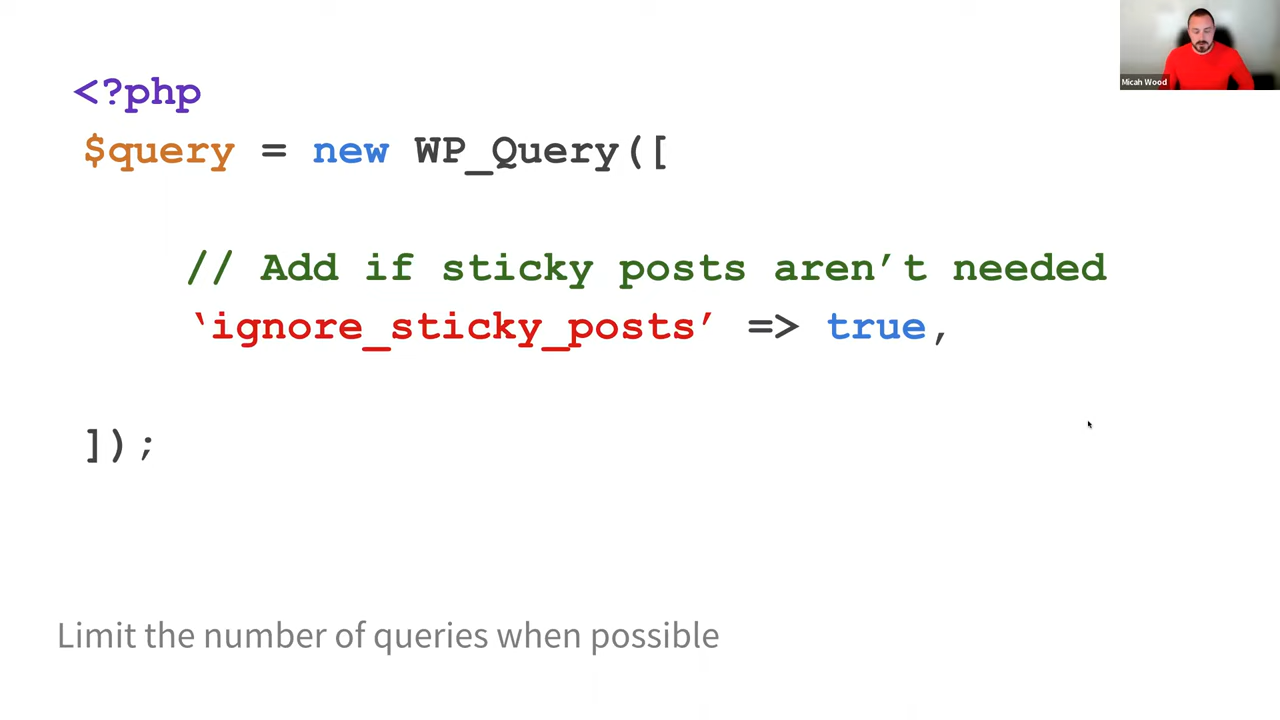 <?php
$query = new WP_Query([
// Add if sticky posts aren’t needed
‘ignore_sticky_posts’ => true,
]);
Limit the number of queries when possible
Micah Wood